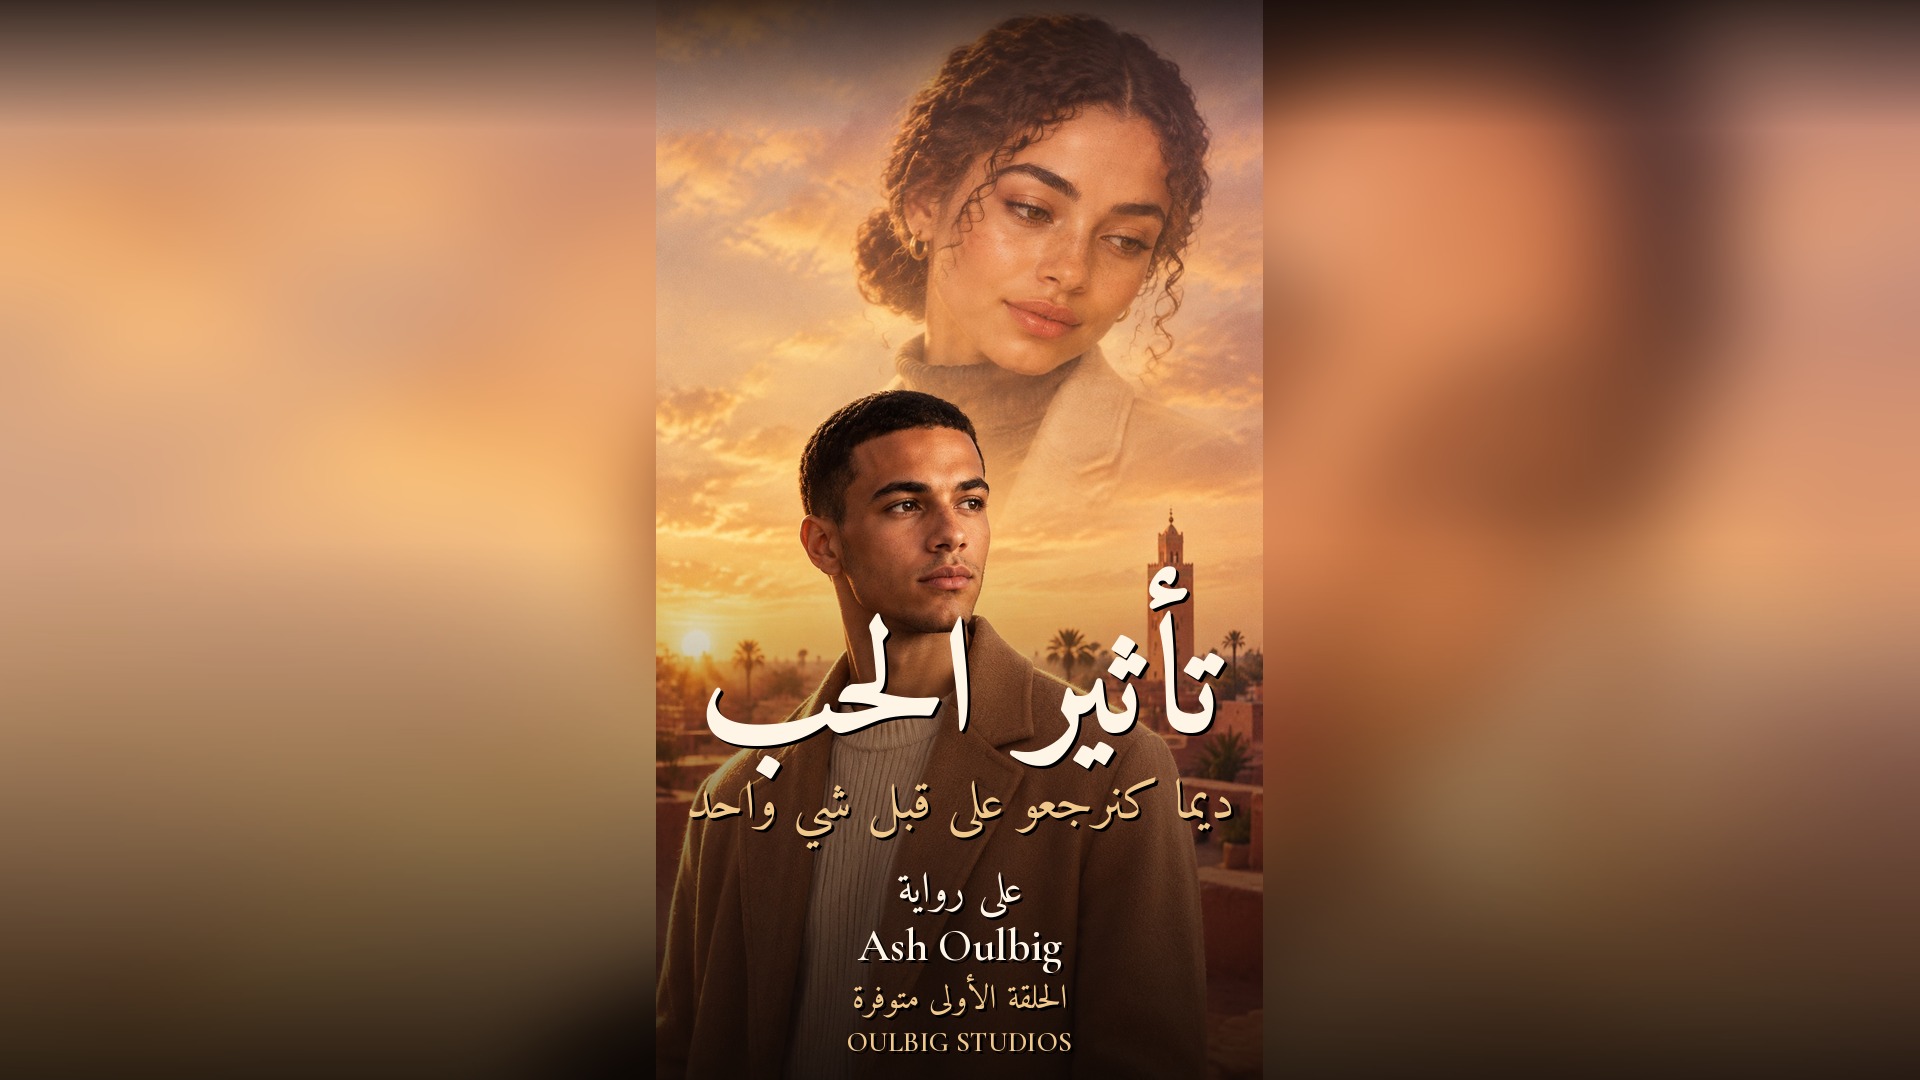 تأثير الحب
ديما كنرجعو على قبل شي واحد
على رواية
Ash Oulbig
الحلقة الأولى متوفرة
OULBIG STUDIOS